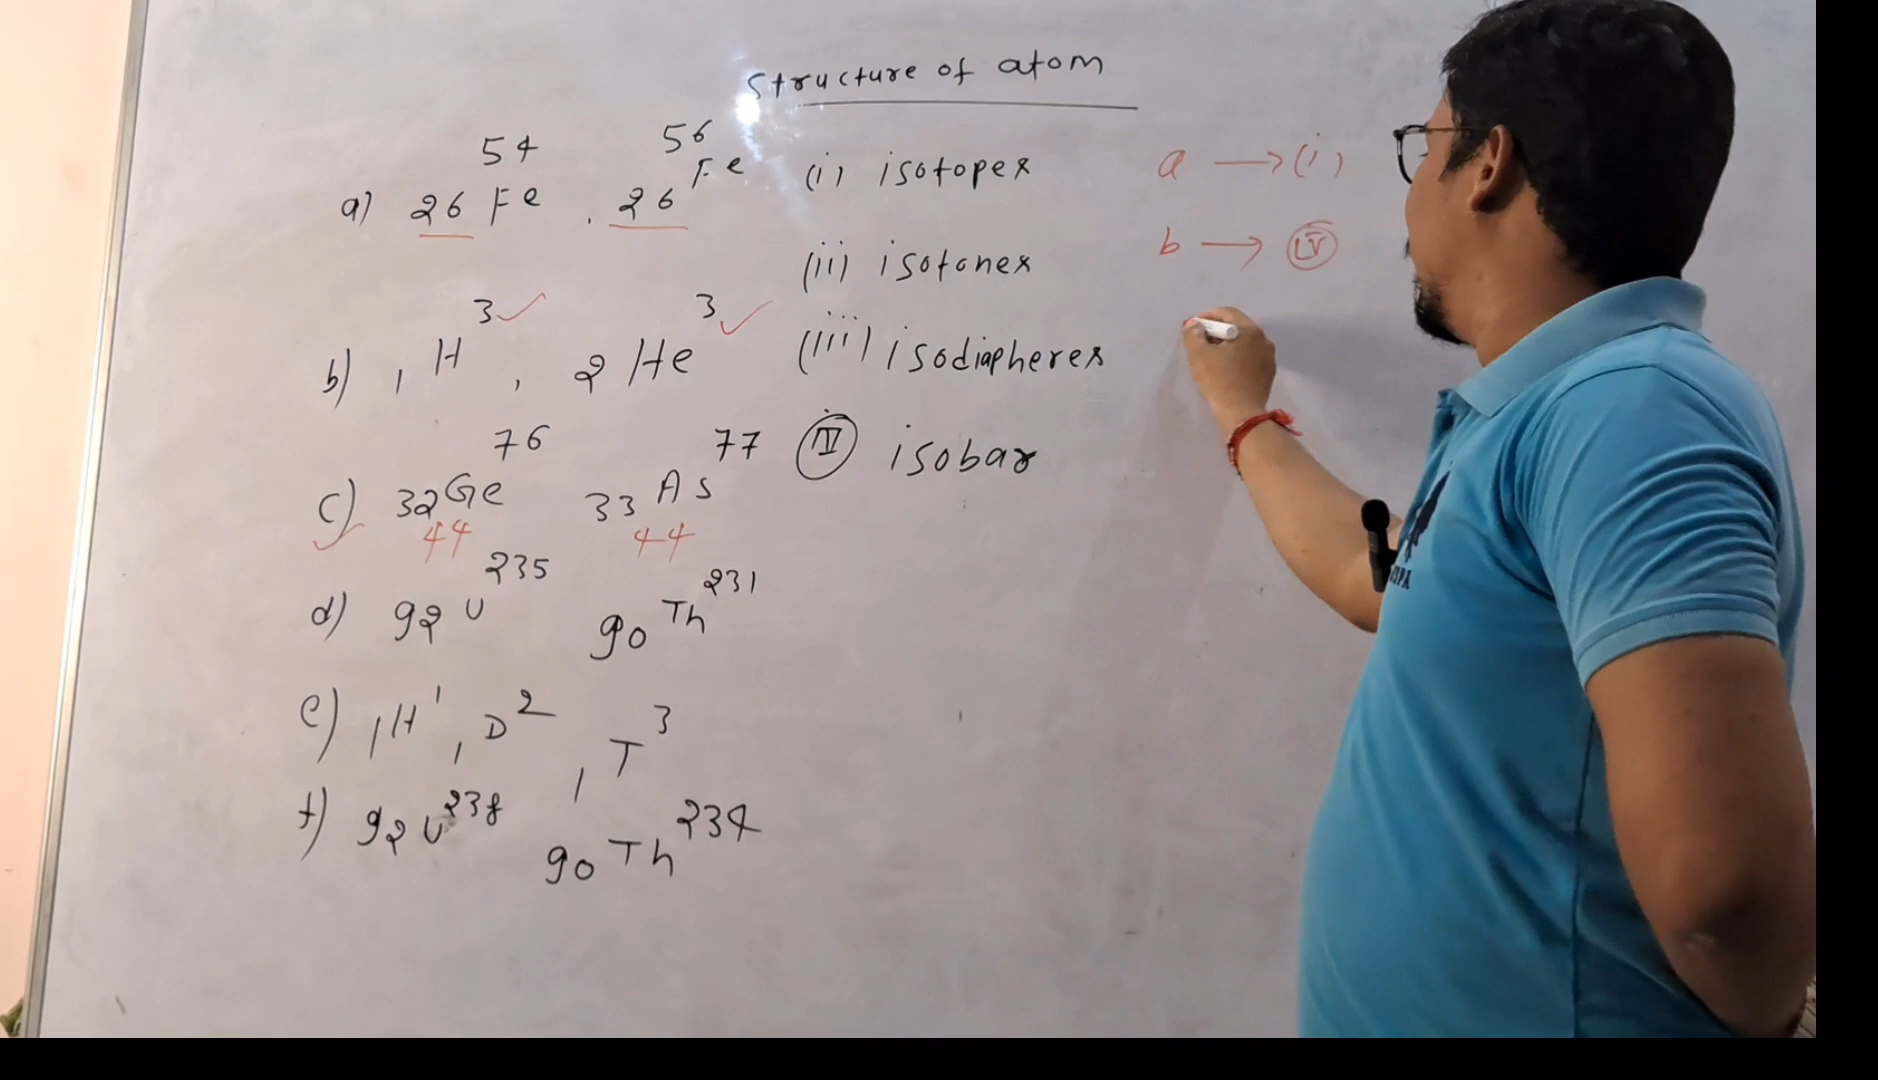 Structure of atom
a) 26 Fe 54 , 26 Fe 56 (i) isotopes a → (i)
(ii) isotones b → (iv)
b) 1 H 3 ✓ , 2 He 3 ✓ (iii) isodiapheres
c) 32 Ge 76 33 As 77 (IV) isobar
44 44
d) 92 U 235 90 Th 231
e) 1 H 1 , 1 D 2 1 T 3
f) 92 U 238 90 Th 234